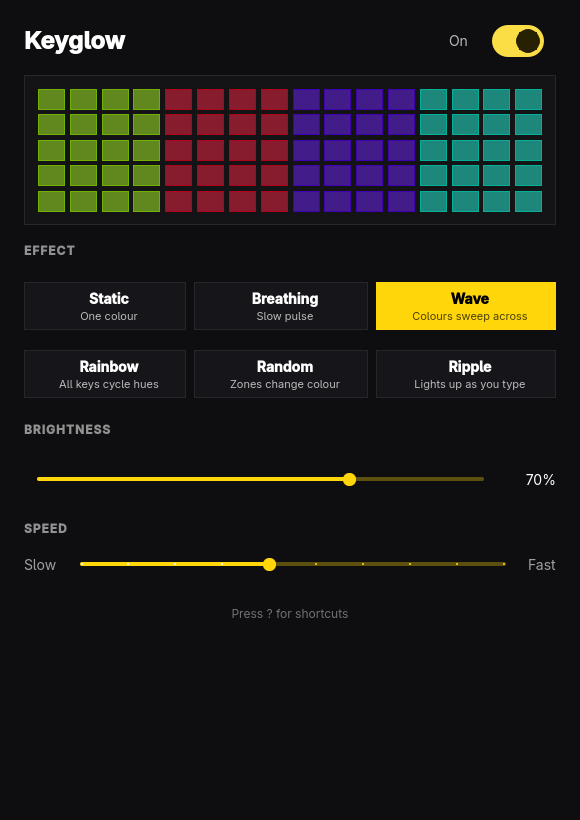 Keyglow
On
EFFECT
Static
One colour
Breathing
Slow pulse
Wave
Colours sweep across
Rainbow
All keys cycle hues
Random
Zones change colour
Ripple
Lights up as you type
BRIGHTNESS
70%
SPEED
Slow
Fast
Press ? for shortcuts